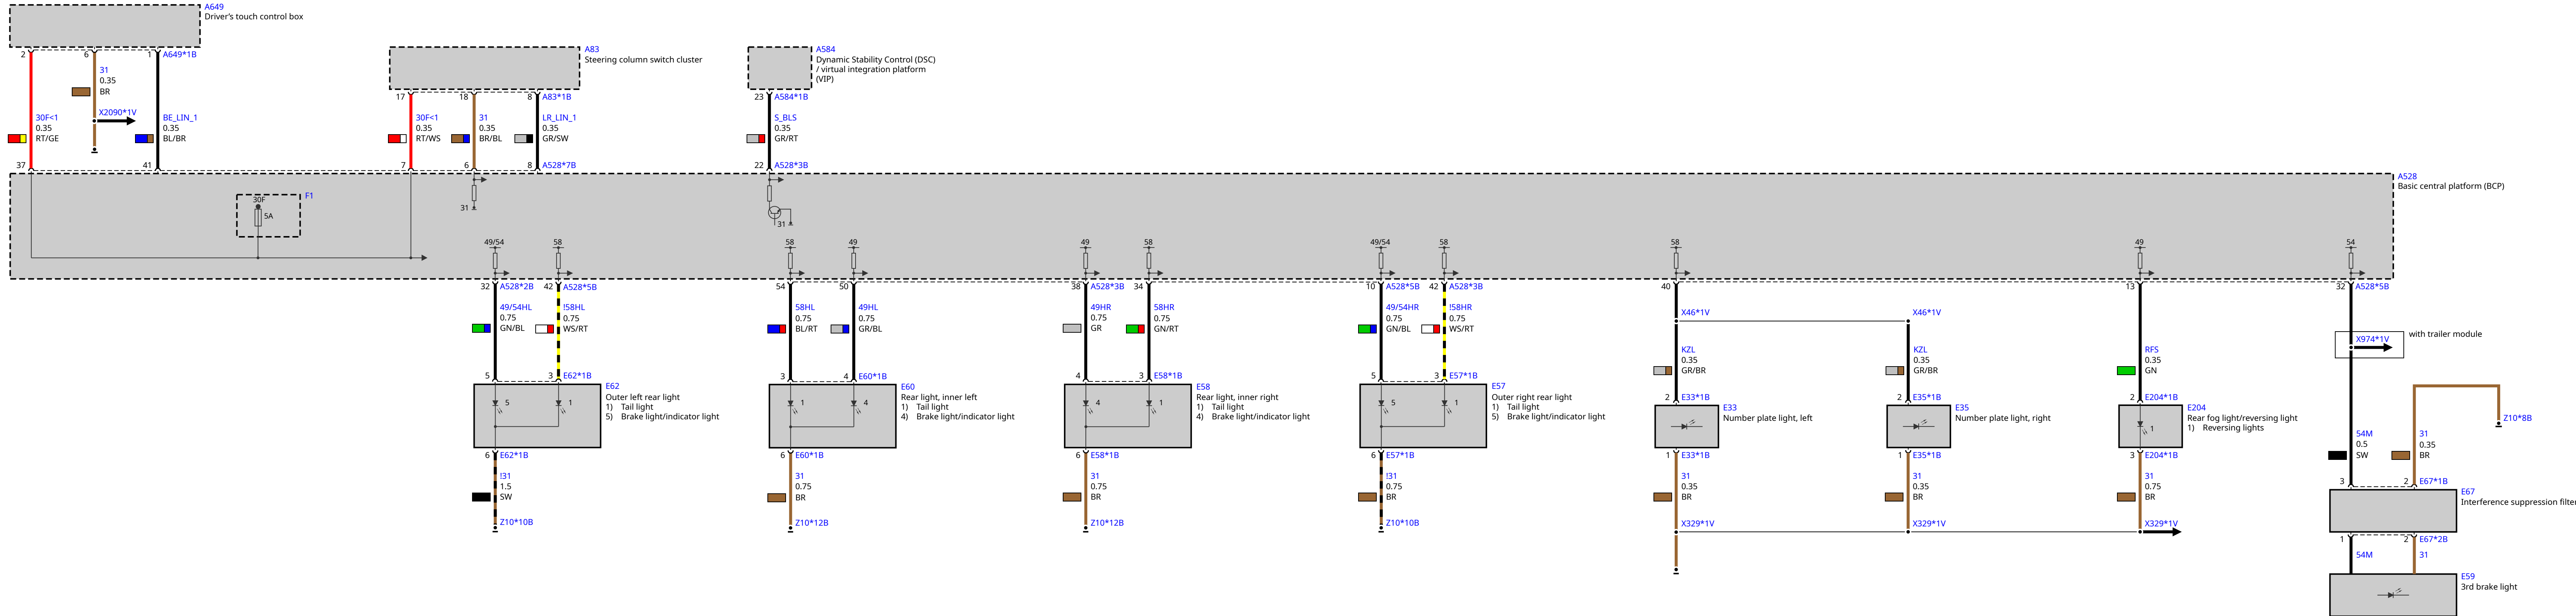 A649
Driver's touch control box
2
6
1
A649*1B
31
0.35
BR
X2090*1V
30F<1
0.35
RT/GE
BE_LIN_1
0.35
BL/BR
37
41
A83
Steering column switch cluster
17
18
8
A83*1B
30F<1
0.35
RT/WS
31
0.35
BR/BL
LR_LIN_1
0.35
GR/SW
7
6
8
A528*7B
A584
Dynamic Stability Control (DSC)
/ virtual integration platform
(VIP)
23
A584*1B
S_BLS
0.35
GR/RT
22
A528*3B
A528
Basic central platform (BCP)
F1
30F
5A
31
31
49/54
58
58
49
49
58
49/54
58
58
49
54
32
A528*2B
42
A528*5B
54
50
38
A528*3B
34
10
A528*5B
42
A528*3B
40
13
32
A528*5B
49/54HL
0.75
GN/BL
!58HL
0.75
WS/RT
58HL
0.75
BL/RT
49HL
0.75
GR/BL
49HR
0.75
GR
58HR
0.75
GN/RT
49/54HR
0.75
GN/BL
!58HR
0.75
WS/RT
X46*1V
X46*1V
KZL
0.35
GR/BR
KZL
0.35
GR/BR
RFS
0.35
GN
with trailer module
X974*1V
5
3
E62*1B
3
4
E60*1B
4
3
E58*1B
5
3
E57*1B
2
E33*1B
2
E35*1B
2
E204*1B
5
1
E62
Outer left rear light
1) Tail light
5) Brake light/indicator light
1
4
E60
Rear light, inner left
1) Tail light
4) Brake light/indicator light
4
1
E58
Rear light, inner right
1) Tail light
4) Brake light/indicator light
5
1
E57
Outer right rear light
1) Tail light
5) Brake light/indicator light
E33
Number plate light, left
E35
Number plate light, right
1
E204
Rear fog light/reversing light
1) Reversing lights
Z10*8B
54M
0.5
SW
31
0.35
BR
6
E62*1B
6
E60*1B
6
E58*1B
6
E57*1B
1
E33*1B
1
E35*1B
3
E204*1B
!31
1.5
SW
31
0.75
BR
31
0.75
BR
!31
0.75
BR
31
0.35
BR
31
0.35
BR
31
0.75
BR
Z10*10B
Z10*12B
Z10*12B
Z10*10B
X329*1V
X329*1V
X329*1V
3
2
E67*1B
E67
Interference suppression filter
1
2
E67*2B
54M
31
E59
3rd brake light